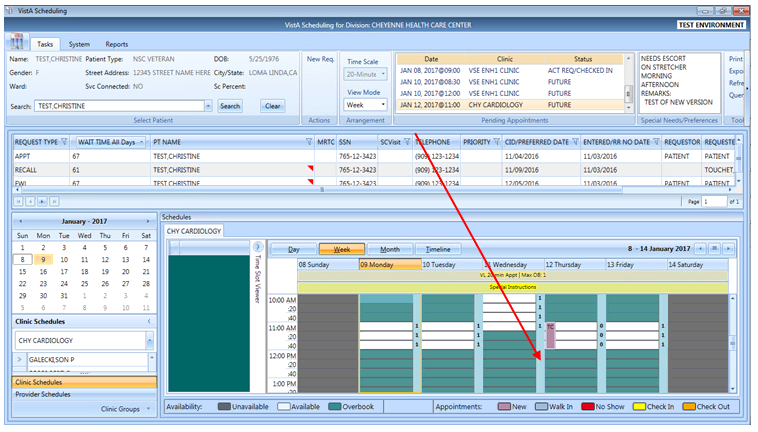 VistA Scheduling
VistA Scheduling for Division: CHEYENNE HEALTH CARE CENTER
TEST ENVIRONMENT
Tasks System Reports
Name: TEST,CHRISTINE Patient Type: NSC VETERAN DOB: 5/25/1976
Gender: F Street Address: 12345 STREET NAME HERE City/State: LOMA LINDA,CA
Ward: Svc Connected: NO Sc Percent:
Search: TEST,CHRISTINE Search Clear
Select Patient
New Req.
Actions
Time Scale
20-Minute
View Mode
Week
Arrangement
Date Clinic Status
JAN 08, 2017@09:00 VSE ENH1 CLINIC ACT REQ/CHECKED IN
JAN 10, 2017@08:30 VSE ENH1 CLINIC FUTURE
JAN 10, 2017@12:00 VSE ENH1 CLINIC FUTURE
JAN 12, 2017@11:00 CHY CARDIOLOGY FUTURE
Pending Appointments
NEEDS ESCORT
ON STRETCHER
MORNING
AFTERNOON
REMARKS:
TEST OF NEW VERSION
Special Needs/Preferences
Print
Expo
Refre
Quer
Tool
REQUEST TYPE WAIT TIME All Days PT NAME MRTC SSN SCVisit TELEPHONE PRIORITY CID/PREFERRED DATE ENTERED/RR NO DATE REQUESTOR REQUESTE
APPT 67 TEST,CHRISTINE 765-12-3423 (909) 123-1234 11/04/2016 11/03/2016 PATIENT PATIENT
RECALL 61 TEST,CHRISTINE 765-12-3423 (909) 123-1234 11/09/2016 11/03/2016 TOUCHET
EWL 36 TEST,CHRISTINE 765-12-3423 (909) 123-1234 12/05/2016 11/03/2016 PATIENT PATIENT
Page 1 of 1
January - 2017
Sun Mon Tue Wed Thu Fri Sat
1 2 3 4 5 6 7
8 9 10 11 12 13 14
15 16 17 18 19 20 21
22 23 24 25 26 27 28
29 30 31 1 2 3 4
5 6 7 8 9 10 11
Clinic Schedules
CHY CARDIOLOGY
GALECKI,SON P
Clinic Schedules
Provider Schedules
Clinic Groups
Schedules
CHY CARDIOLOGY
Time Slot Viewer
Day Week Month Timeline 8 - 14 January 2017
08 Sunday 09 Monday 10 Tuesday 11 Wednesday 12 Thursday 13 Friday 14 Saturday
VL 20 min Appt | Max OB: 1
Special Instructions
10:00 AM 1
:20 1
:40 1
11:00 AM 1 1 1 TC 0 1
:20 1 1 0 1
:40 1 1 0 1
12:00 PM
:20
:40
1:00 PM
:20
Availability: Unavailable Available Overbook Appointments: New Walk In No Show Check In Check Out